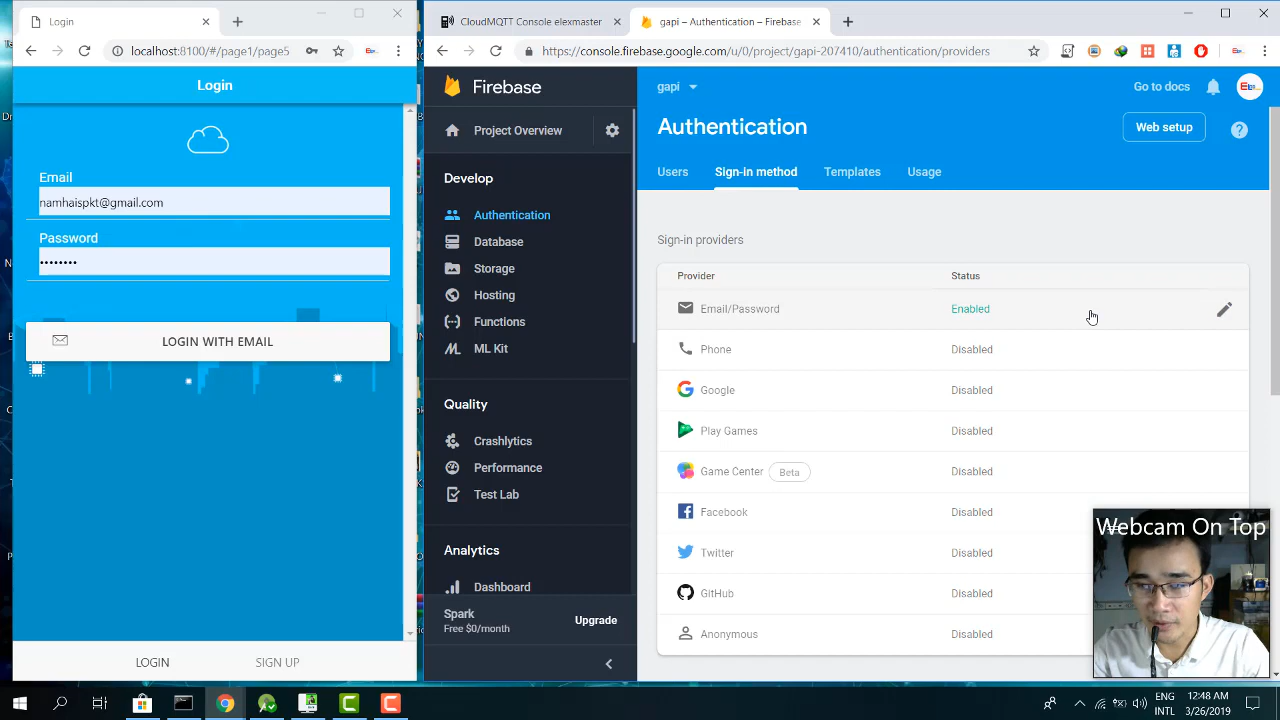 Login
localhost:8100/#/page1/page5
Login
Email
namhaispkt@gmail.com
Password
••••••••
LOGIN WITH EMAIL
LOGIN
SIGN UP
CloudMQTT Console elexmaster
gapi – Authentication – Firebase
https://console.firebase.google.com/u/0/project/gapi-207410/authentication/providers
Firebase
Project Overview
Develop
Authentication
Database
Storage
Hosting
Functions
ML Kit
Quality
Crashlytics
Performance
Test Lab
Analytics
Dashboard
Spark
Free $0/month
Upgrade
gapi
Go to docs
Authentication
Web setup
Users
Sign-in method
Templates
Usage
Sign-in providers
Provider
Status
Email/Password
Enabled
Phone
Disabled
Google
Disabled
Play Games
Disabled
Game Center
Beta
Disabled
Facebook
Disabled
Twitter
Disabled
GitHub
Disabled
Anonymous
Disabled
Webcam On Top
ENG
INTL
12:48 AM
3/26/2019